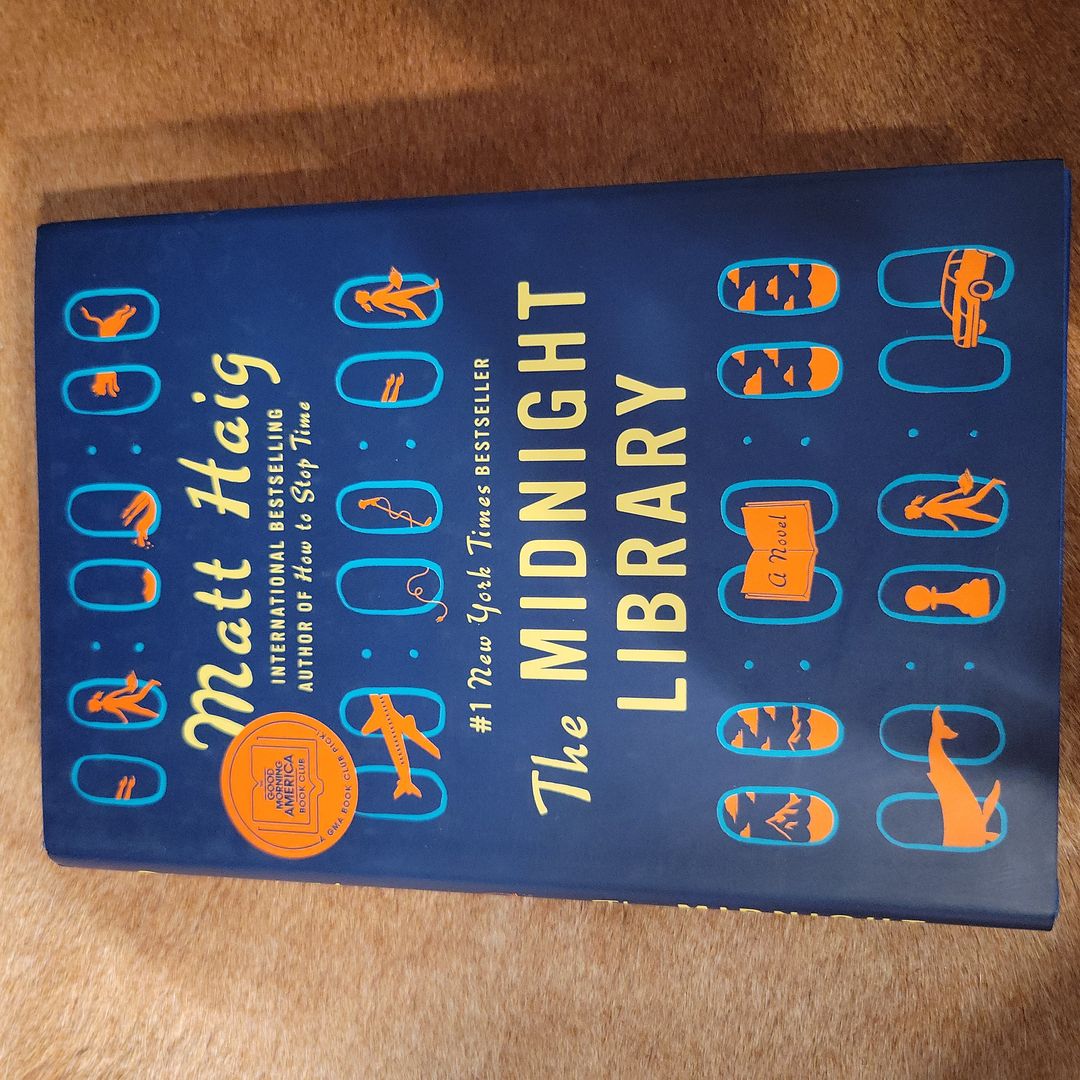 Matt Haig
INTERNATIONAL BESTSELLING
AUTHOR OF How to Stop Time
GOOD
MORNING
AMERICA
BOOK CLUB
A GMA BOOK CLUB PICK!
#1 New York Times BESTSELLER
The MIDNIGHT
LIBRARY
A Novel